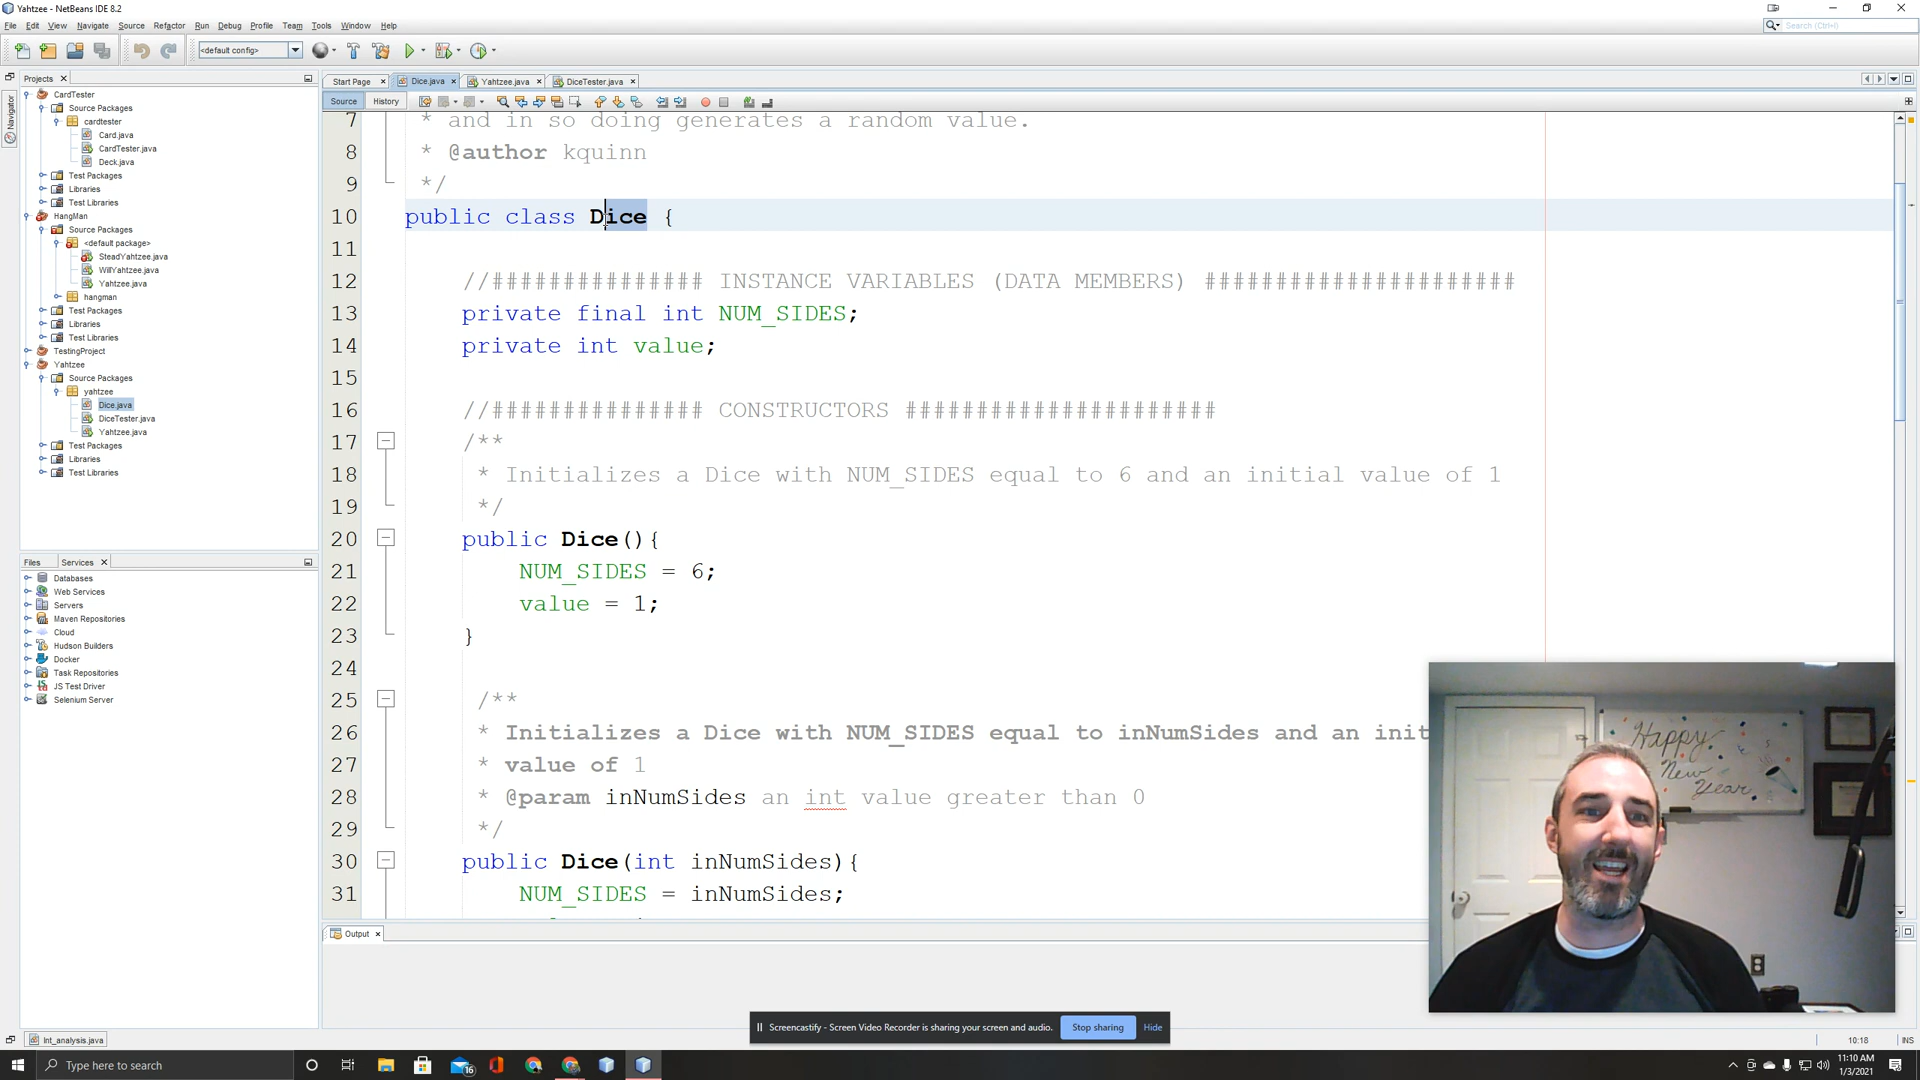 Yahtzee - NetBeans IDE 8.2
File Edit View Navigate Source Refactor Run Debug Profile Team Tools Window Help
Search (Ctrl+I)
<default config>
Projects
Start Page Dice.java Yahtzee.java DiceTester.java
Source History
Navigator
CardTester
Source Packages
cardtester
Card.java
CardTester.java
Deck.java
Test Packages
Libraries
Test Libraries
HangMan
Source Packages
<default package>
SteadYahtzee.java
WillYahtzee.java
Yahtzee.java
hangman
Test Packages
Libraries
Test Libraries
TestingProject
Yahtzee
Source Packages
yahtzee
Dice.java
DiceTester.java
Yahtzee.java
Test Packages
Libraries
Test Libraries
Files Services
Databases
Web Services
Servers
Maven Repositories
Cloud
Hudson Builders
Docker
Task Repositories
JS Test Driver
Selenium Server
7 * and in so doing generates a random value.
8 * @author kquinn
9 */
10 public class Dice {
11
12 //############### INSTANCE VARIABLES (DATA MEMBERS) ######################
13 private final int NUM_SIDES;
14 private int value;
15
16 //############### CONSTRUCTORS ######################
17 /**
18 * Initializes a Dice with NUM_SIDES equal to 6 and an initial value of 1
19 */
20 public Dice(){
21 NUM_SIDES = 6;
22 value = 1;
23 }
24
25 /**
26 * Initializes a Dice with NUM_SIDES equal to inNumSides and an init
27 * value of 1
28 * @param inNumSides an int value greater than 0
29 */
30 public Dice(int inNumSides){
31 NUM_SIDES = inNumSides;
Happy
New
Year
Output
Screencastify - Screen Video Recorder is sharing your screen and audio. Stop sharing Hide
Int_analysis.java
10:18 INS
Type here to search
16
11:10 AM
1/3/2021